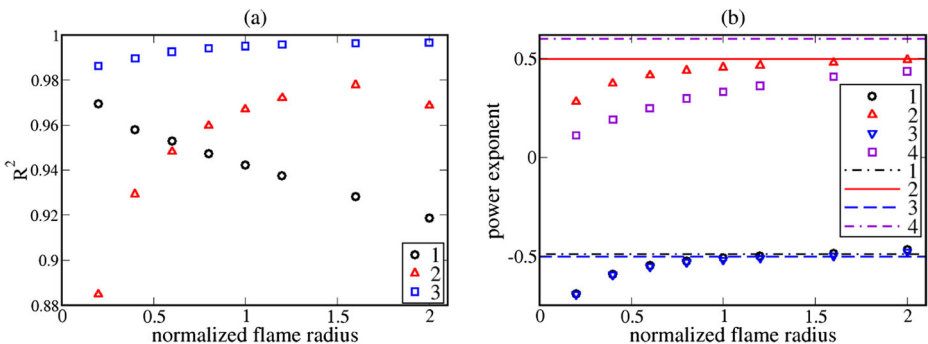 (a)
1
0.98
0.96
0.94
0.92
0.9
0.88
R²
0 0.5 1 1.5 2
normalized flame radius
1
2
3
(b)
0.5
0
-0.5
power exponent
0 0.5 1 1.5 2
normalized flame radius
1
2
3
4
1
2
3
4